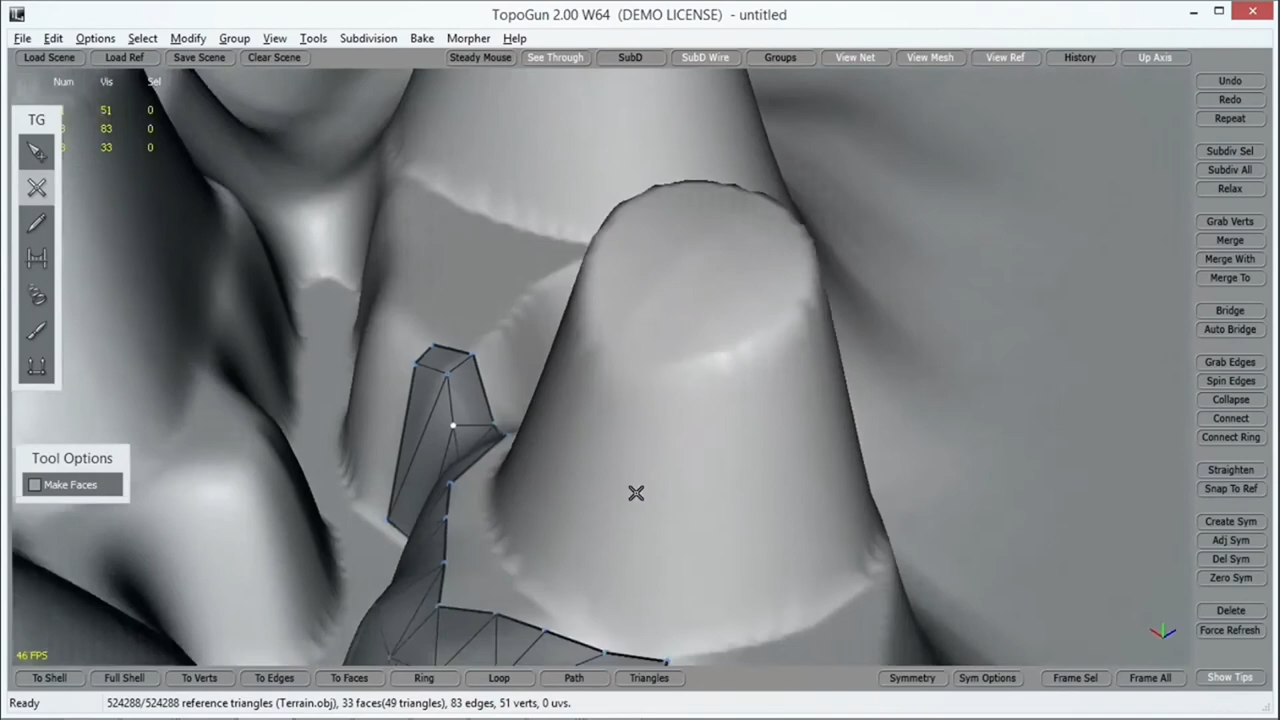 TopoGun 2.00 W64 (DEMO LICENSE) - untitled
File Edit Options Select Modify Group View Tools Subdivision Bake Morpher Help
Load Scene Load Ref Save Scene Clear Scene Steady Mouse See Through SubD SubD Wire Groups View Net View Mesh View Ref History Up Axis
Num Vis Sel
51 0
83 0
33 0
TG
Tool Options
Make Faces
46 FPS
Undo
Redo
Repeat
Subdiv Sel
Subdiv All
Relax
Grab Verts
Merge
Merge With
Merge To
Bridge
Auto Bridge
Grab Edges
Spin Edges
Collapse
Connect
Connect Ring
Straighten
Snap To Ref
Create Sym
Adj Sym
Del Sym
Zero Sym
Delete
Force Refresh
Show Tips
To Shell Full Shell To Verts To Edges To Faces Ring Loop Path Triangles Symmetry Sym Options Frame Sel Frame All
Ready 524288/524288 reference triangles (Terrain.obj), 33 faces(49 triangles), 83 edges, 51 verts, 0 uvs.